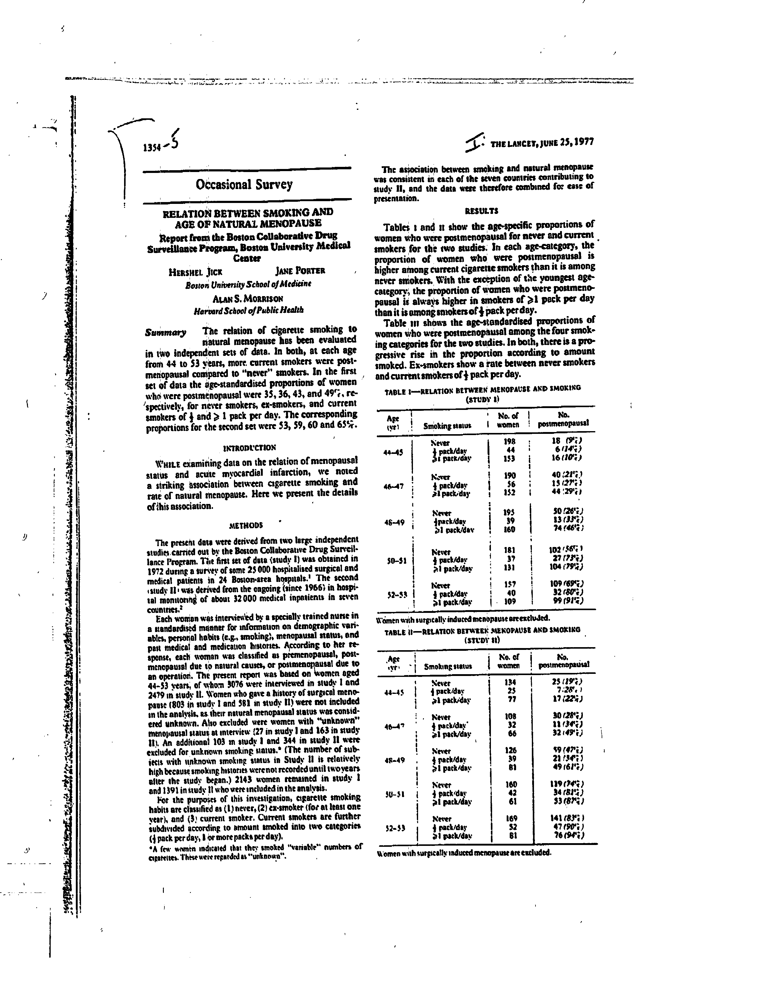 1354-5
I: THE LANCET, JUNE 25, 1977
Occasional Survey
RELATION BETWEEN SMOKING AND
AGE OF NATURAL MENOPAUSE
Report from the Boston Collaborative Drug
Surveillance Program, Boston University Medical
Center
HERSHEL JICK JANE PORTER
Boston University School of Medicine
ALAN S. MORRISON
Harvard School of Public Health
Summary The relation of cigarette smoking to
natural menopause has been evaluated
in two independent sets of data. In both, at each age
from 44 to 53 years, more current smokers were post-
menopausal compared to "never" smokers. In the first
set of data the age-standardised proportions of women
who were postmenopausal were 35, 36, 43, and 49%, re-
spectively, for never smokers, ex-smokers, and current
smokers of ½ and ⩾ 1 pack per day. The corresponding
proportions for the second set were 53, 59, 60 and 65%.
INTRODUCTION
WHILE examining data on the relation of menopausal
status and acute myocardial infarction, we noted
a striking association between cigarette smoking and
rate of natural menopause. Here we present the details
of this association.
METHODS
The present data were derived from two large independent
studies carried out by the Boston Collaborative Drug Surveil-
lance Program. The first set of data (study I) was obtained in
1972 during a survey of some 25 000 hospitalised surgical and
medical patients in 24 Boston-area hospitals.¹ The second
(study II) was derived from the ongoing (since 1966) in hospi-
tal monitoring of about 32 000 medical inpatients in seven
countries.²
Each woman was interviewed by a specially trained nurse in
a standardised manner for information on demographic vari-
ables, personal habits (e.g., smoking), menopausal status, and
past medical and medication histories. According to her re-
sponse, each woman was classified as premenopausal, post-
menopausal due to natural causes, or postmenopausal due to
an operation. The present report was based on women aged
44-53 years, of whom 3076 were interviewed in study I and
2479 in study II. Women who gave a history of surgical meno-
pause (803 in study I and 581 in study II) were not included
in the analysis, as their natural menopausal status was consid-
ered unknown. Also excluded were women with "unknown"
menopausal status at interview (27 in study I and 163 in study
II). An additional 103 in study I and 344 in study II were
excluded for unknown smoking status.* (The number of sub-
jects with unknown smoking status in Study II is relatively
high because smoking histories were not recorded until two years
after the study began.) 2143 women remained in study I
and 1391 in study II who were included in the analysis.
For the purposes of this investigation, cigarette smoking
habits are classified as (1) never, (2) ex-smoker (for at least one
year), and (3) current smoker. Current smokers are further
subdivided according to amount smoked into two categories
(½ pack per day, 1 or more packs per day).
*A few women indicated that they smoked "variable" numbers of
cigarettes. These were regarded as "unknown".
The association between smoking and natural menopause
was consistent in each of the seven countries contributing to
study II, and the data were therefore combined for ease of
presentation.
RESULTS
Tables I and II show the age-specific proportions of
women who were postmenopausal for never and current
smokers for the two studies. In each age-category, the
proportion of women who were postmenopausal is
higher among current cigarette smokers than it is among
never smokers. With the exception of the youngest age-
category, the proportion of women who were postmeno-
pausal is always higher in smokers of ⩾1 pack per day
than it is among smokers of ½ pack per day.
Table III shows the age-standardised proportions of
women who were postmenopausal among the four smok-
ing categories for the two studies. In both, there is a pro-
gressive rise in the proportion according to amount
smoked. Ex-smokers show a rate between never smokers
and current smokers of ½ pack per day.
TABLE I—RELATION BETWEEN MENOPAUSE AND SMOKING
(STUDY I)
Age (yr) Smoking status No. of women No. postmenopausal
Never 198 18 (9%)
44–45 ½ pack/day 44 6 (14%)
⩾1 pack/day 153 16 (10%)
Never 190 40 (21%)
46–47 ½ pack/day 56 15 (27%)
⩾1 pack/day 152 44 (29%)
Never 195 50 (26%)
48–49 ½ pack/day 39 13 (33%)
⩾1 pack/day 160 74 (46%)
Never 181 102 (56%)
50–51 ½ pack/day 37 27 (73%)
⩾1 pack/day 131 104 (79%)
Never 157 109 (69%)
52–53 ½ pack/day 40 32 (80%)
⩾1 pack/day 109 99 (91%)
Women with surgically induced menopause are excluded.
TABLE II—RELATION BETWEEN MENOPAUSE AND SMOKING
(STUDY II)
Age (yr) Smoking status No. of women No. postmenopausal
Never 134 25 (19%)
44–45 ½ pack/day 25 7 (28%)
⩾1 pack/day 77 17 (22%)
Never 108 30 (28%)
46–47 ½ pack/day 32 11 (34%)
⩾1 pack/day 66 32 (49%)
Never 126 59 (47%)
48–49 ½ pack/day 39 21 (54%)
⩾1 pack/day 81 49 (61%)
Never 160 119 (74%)
50–51 ½ pack/day 42 34 (81%)
⩾1 pack/day 61 53 (87%)
Never 169 141 (83%)
52–53 ½ pack/day 52 47 (90%)
⩾1 pack/day 81 76 (94%)
Women with surgically induced menopause are excluded.